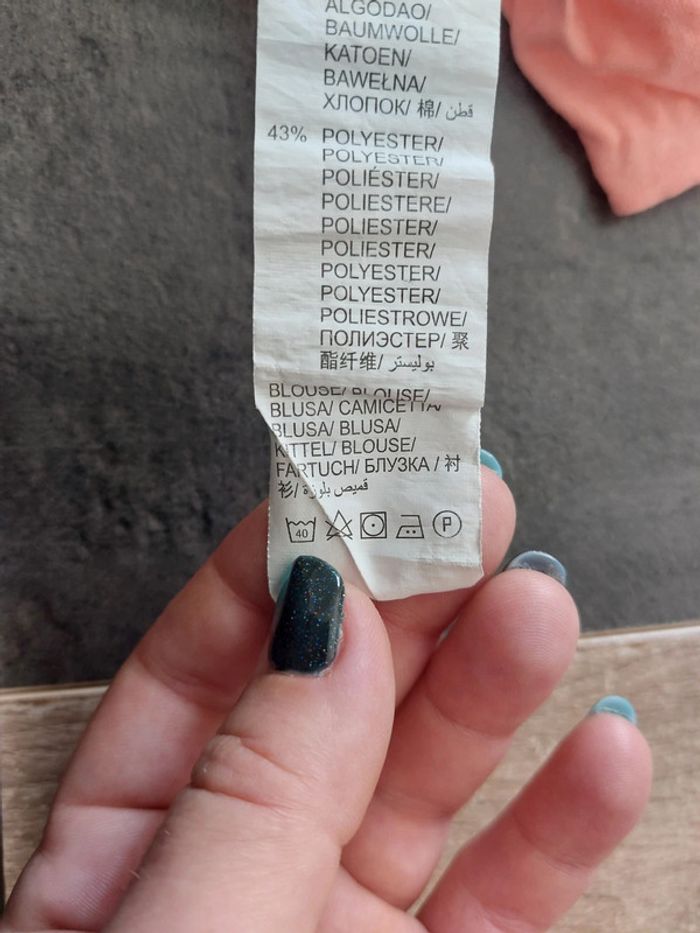 ALGODÃO/
BAUMWOLLE/
KATOEN/
BAWEŁNA/
ХЛОПОК/ 棉/ قطن
43% POLYESTER/
POLYESTER/
POLIÉSTER/
POLIESTERE/
POLIESTER/
POLIESTER/
POLYESTER/
POLYESTER/
POLIESTROWE/
ПОЛИЭСТЕР/ 聚
酯纤维/ بوليستر
BLOUSE/ BLOUSE/
BLUSA/ CAMICETTA/
BLUSA/ BLUSA/
KITTEL/ BLOUSE/
FARTUCH/ БЛУЗКА / 衬
衫/ قميص بلوزة
40 P